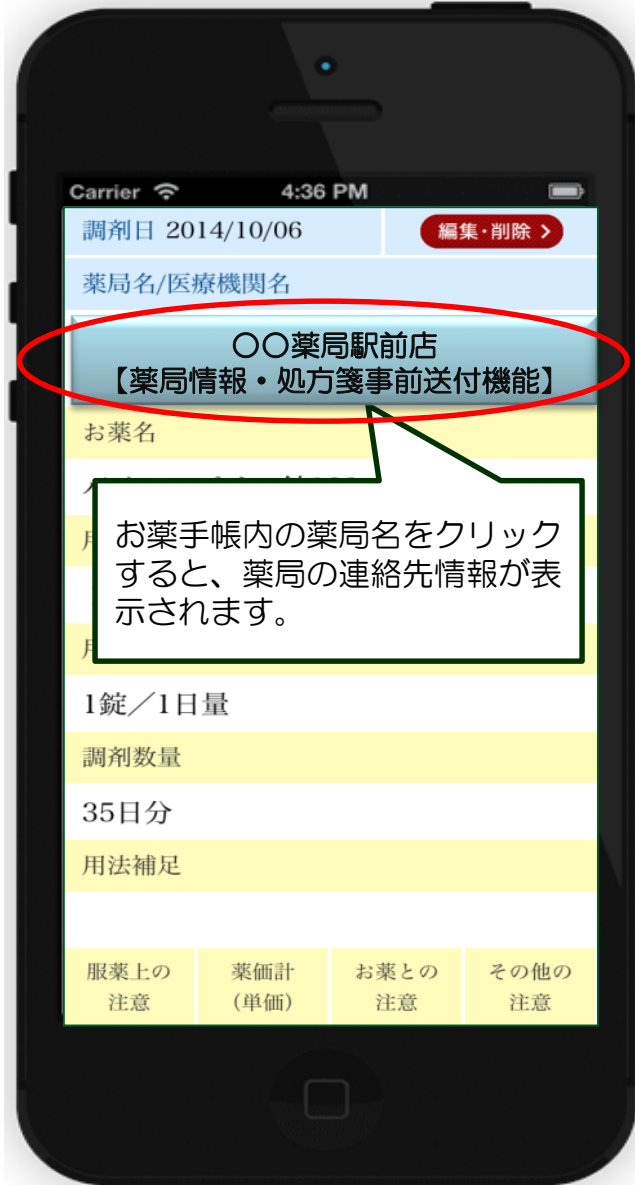 Carrier 4:36 PM
調剤日 2014/10/06 編集・削除
薬局名/医療機関名
〇〇薬局駅前店
【薬局情報・処方箋事前送付機能】
お薬名
お薬手帳内の薬局名をクリック
すると、薬局の連絡先情報が表
示されます。
1錠／1日量
調剤数量
35日分
用法補足
服薬上の 薬価計 お薬との その他の
注意 (単価) 注意 注意